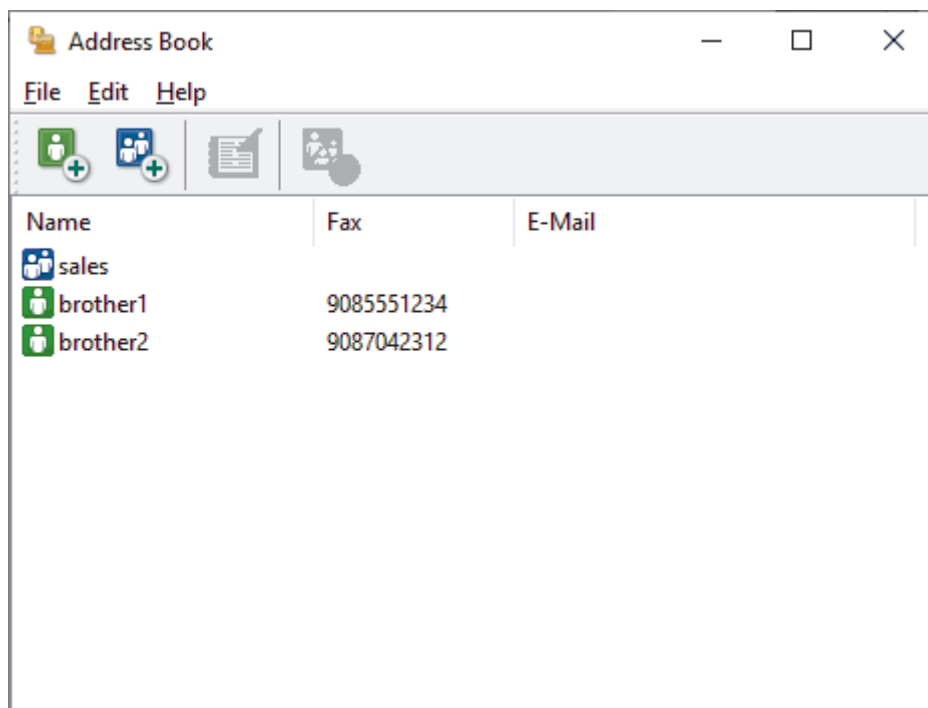 Address Book
File Edit Help
Name Fax E-Mail
sales
brother1 9085551234
brother2 9087042312